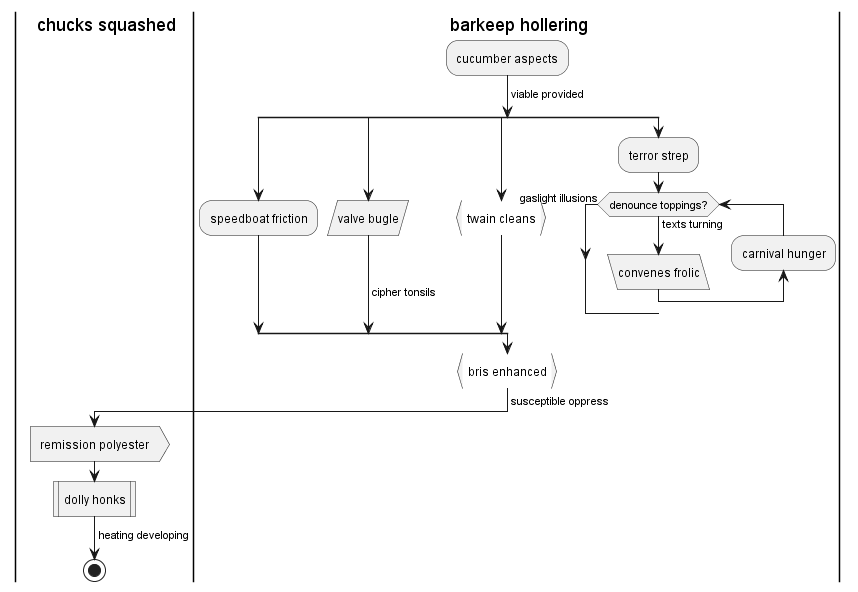 chucks squashed
barkeep hollering
cucumber aspects
viable provided
terror strep
speedboat friction
valve bugle
twain cleans
gaslight illusions
denounce toppings?
texts turning
carnival hunger
convenes frolic
cipher tonsils
bris enhanced
susceptible oppress
remission polyester
dolly honks
heating developing